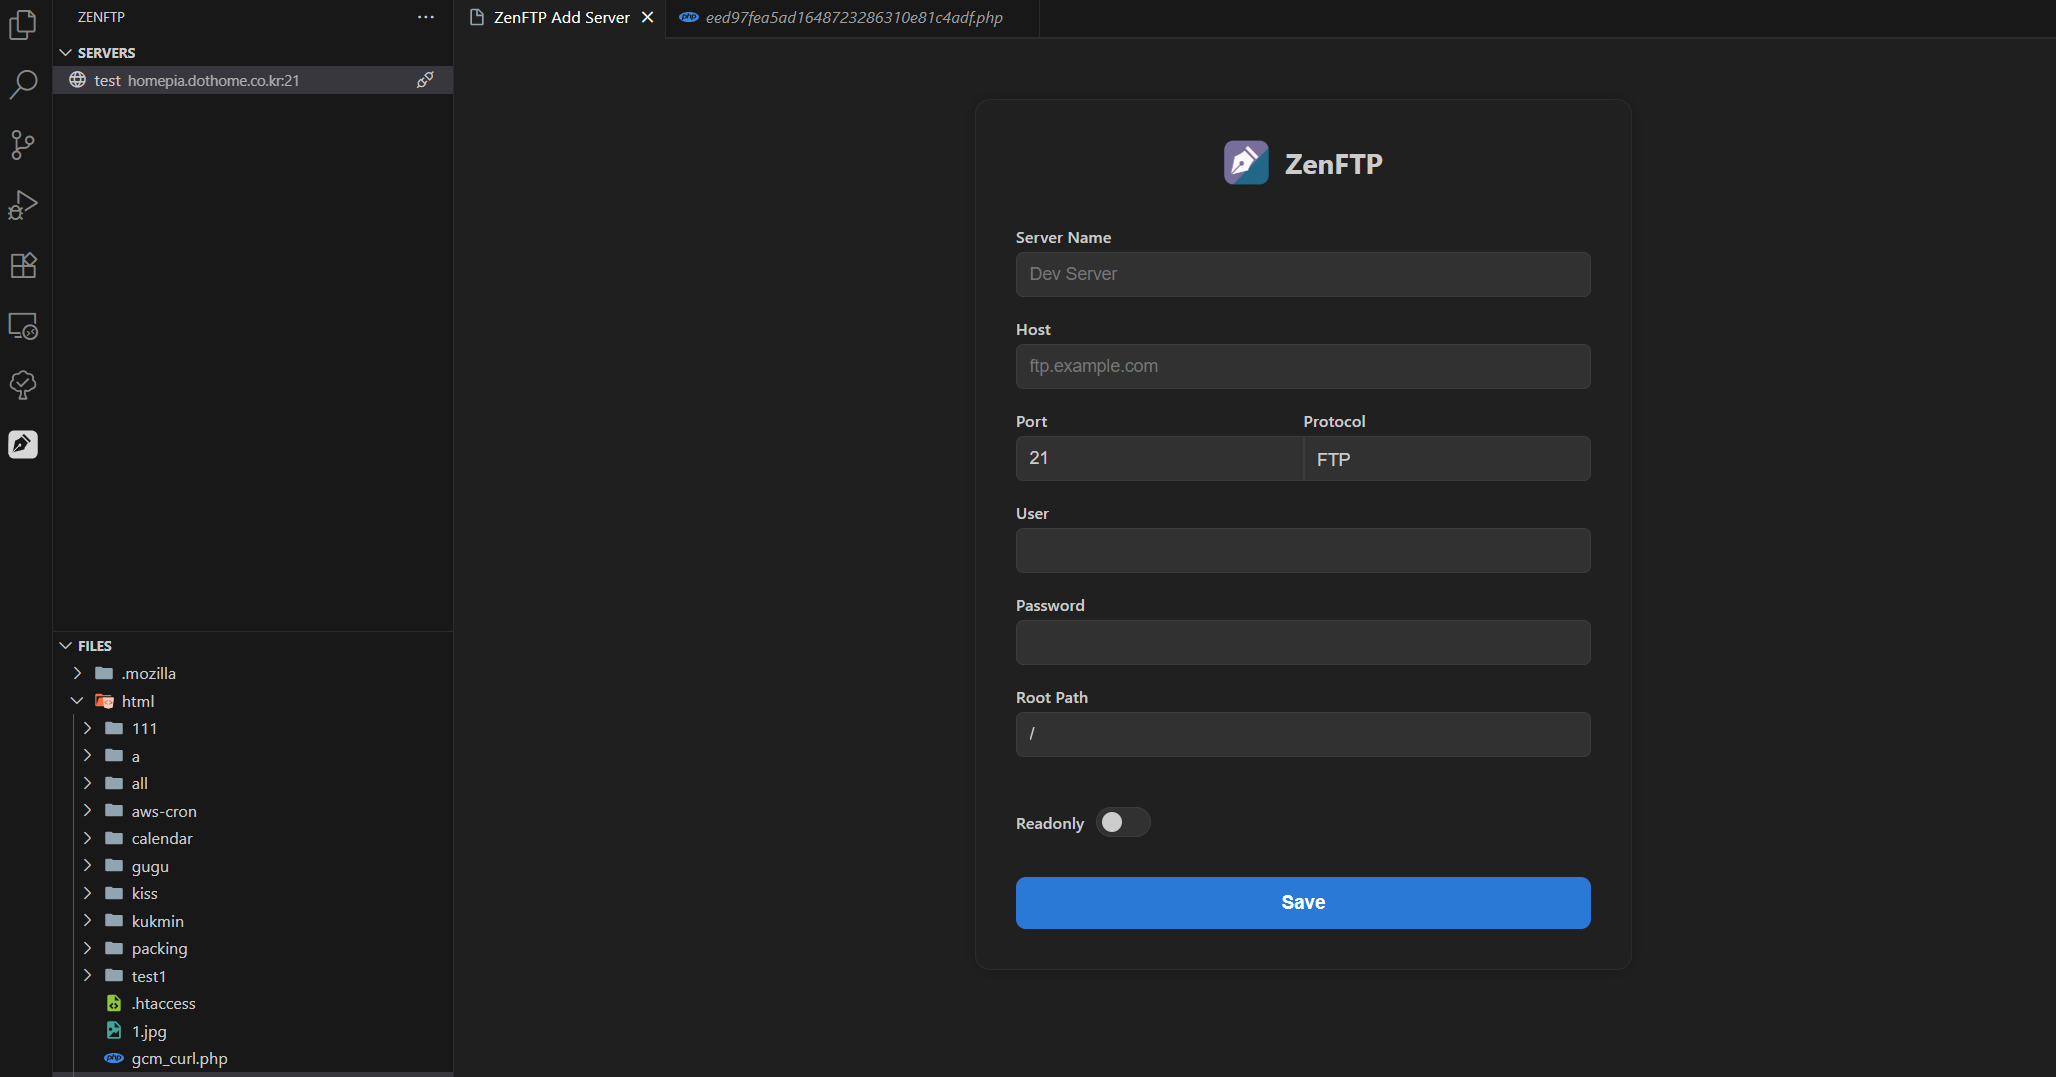 ZENFTP
SERVERS
test homepia.dothome.co.kr:21
FILES
.mozilla
html
111
a
all
aws-cron
calendar
gugu
kiss
kukmin
packing
test1
.htaccess
1.jpg
gcm_curl.php
ZenFTP Add Server
eed97fea5ad1648723286310e81c4adf.php
ZenFTP
Server Name
Dev Server
Host
ftp.example.com
Port Protocol
21 FTP
User
Password
Root Path
/
Readonly
Save